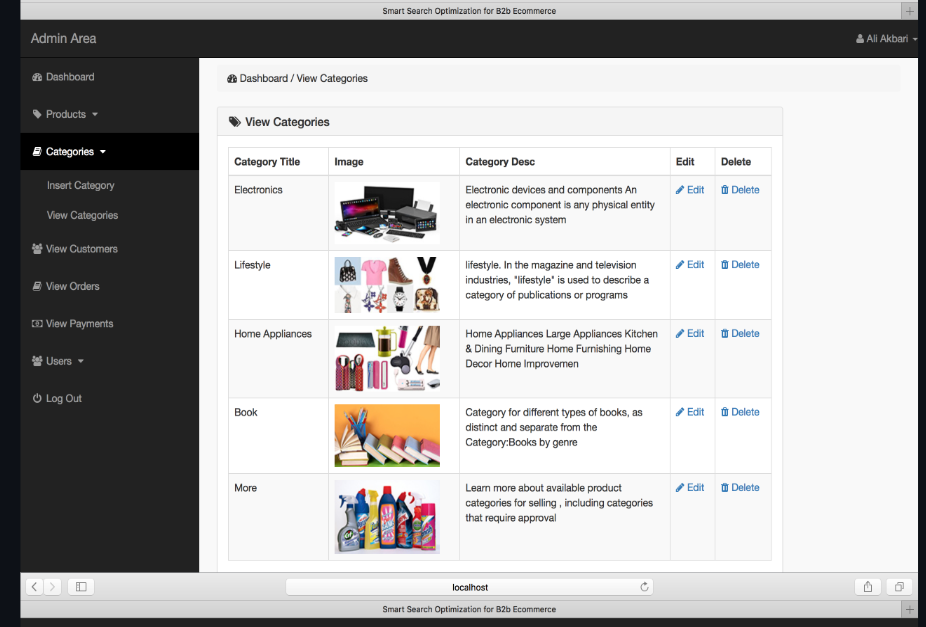 Smart Search Optimization for B2b Ecommerce
Admin Area
Ali Akbari
Dashboard
Products
Categories
Insert Category
View Categories
View Customers
View Orders
View Payments
Users
Log Out
Dashboard / View Categories
View Categories
Category Title Image Category Desc Edit Delete
Electronics
Electronic devices and components An
electronic component is any physical entity
in an electronic system
Edit Delete
Lifestyle
lifestyle. In the magazine and television
industries, "lifestyle" is used to describe a
category of publications or programs
Edit Delete
Home Appliances
Home Appliances Large Appliances Kitchen
& Dining Furniture Home Furnishing Home
Decor Home Improvemen
Edit Delete
Book
Category for different types of books, as
distinct and separate from the
Category:Books by genre
Edit Delete
More
Learn more about available product
categories for selling , including categories
that require approval
Edit Delete
localhost
Smart Search Optimization for B2b Ecommerce